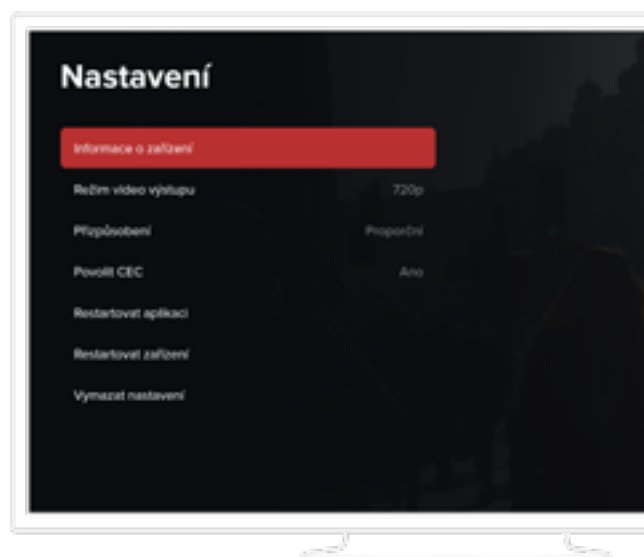 Nastavení
Informace o zařízení
Režim video výstupu 720p
Přizpůsobení Proporční
Povolit CEC Ano
Restartovat aplikaci
Restartovat zařízení
Vymazat nastavení